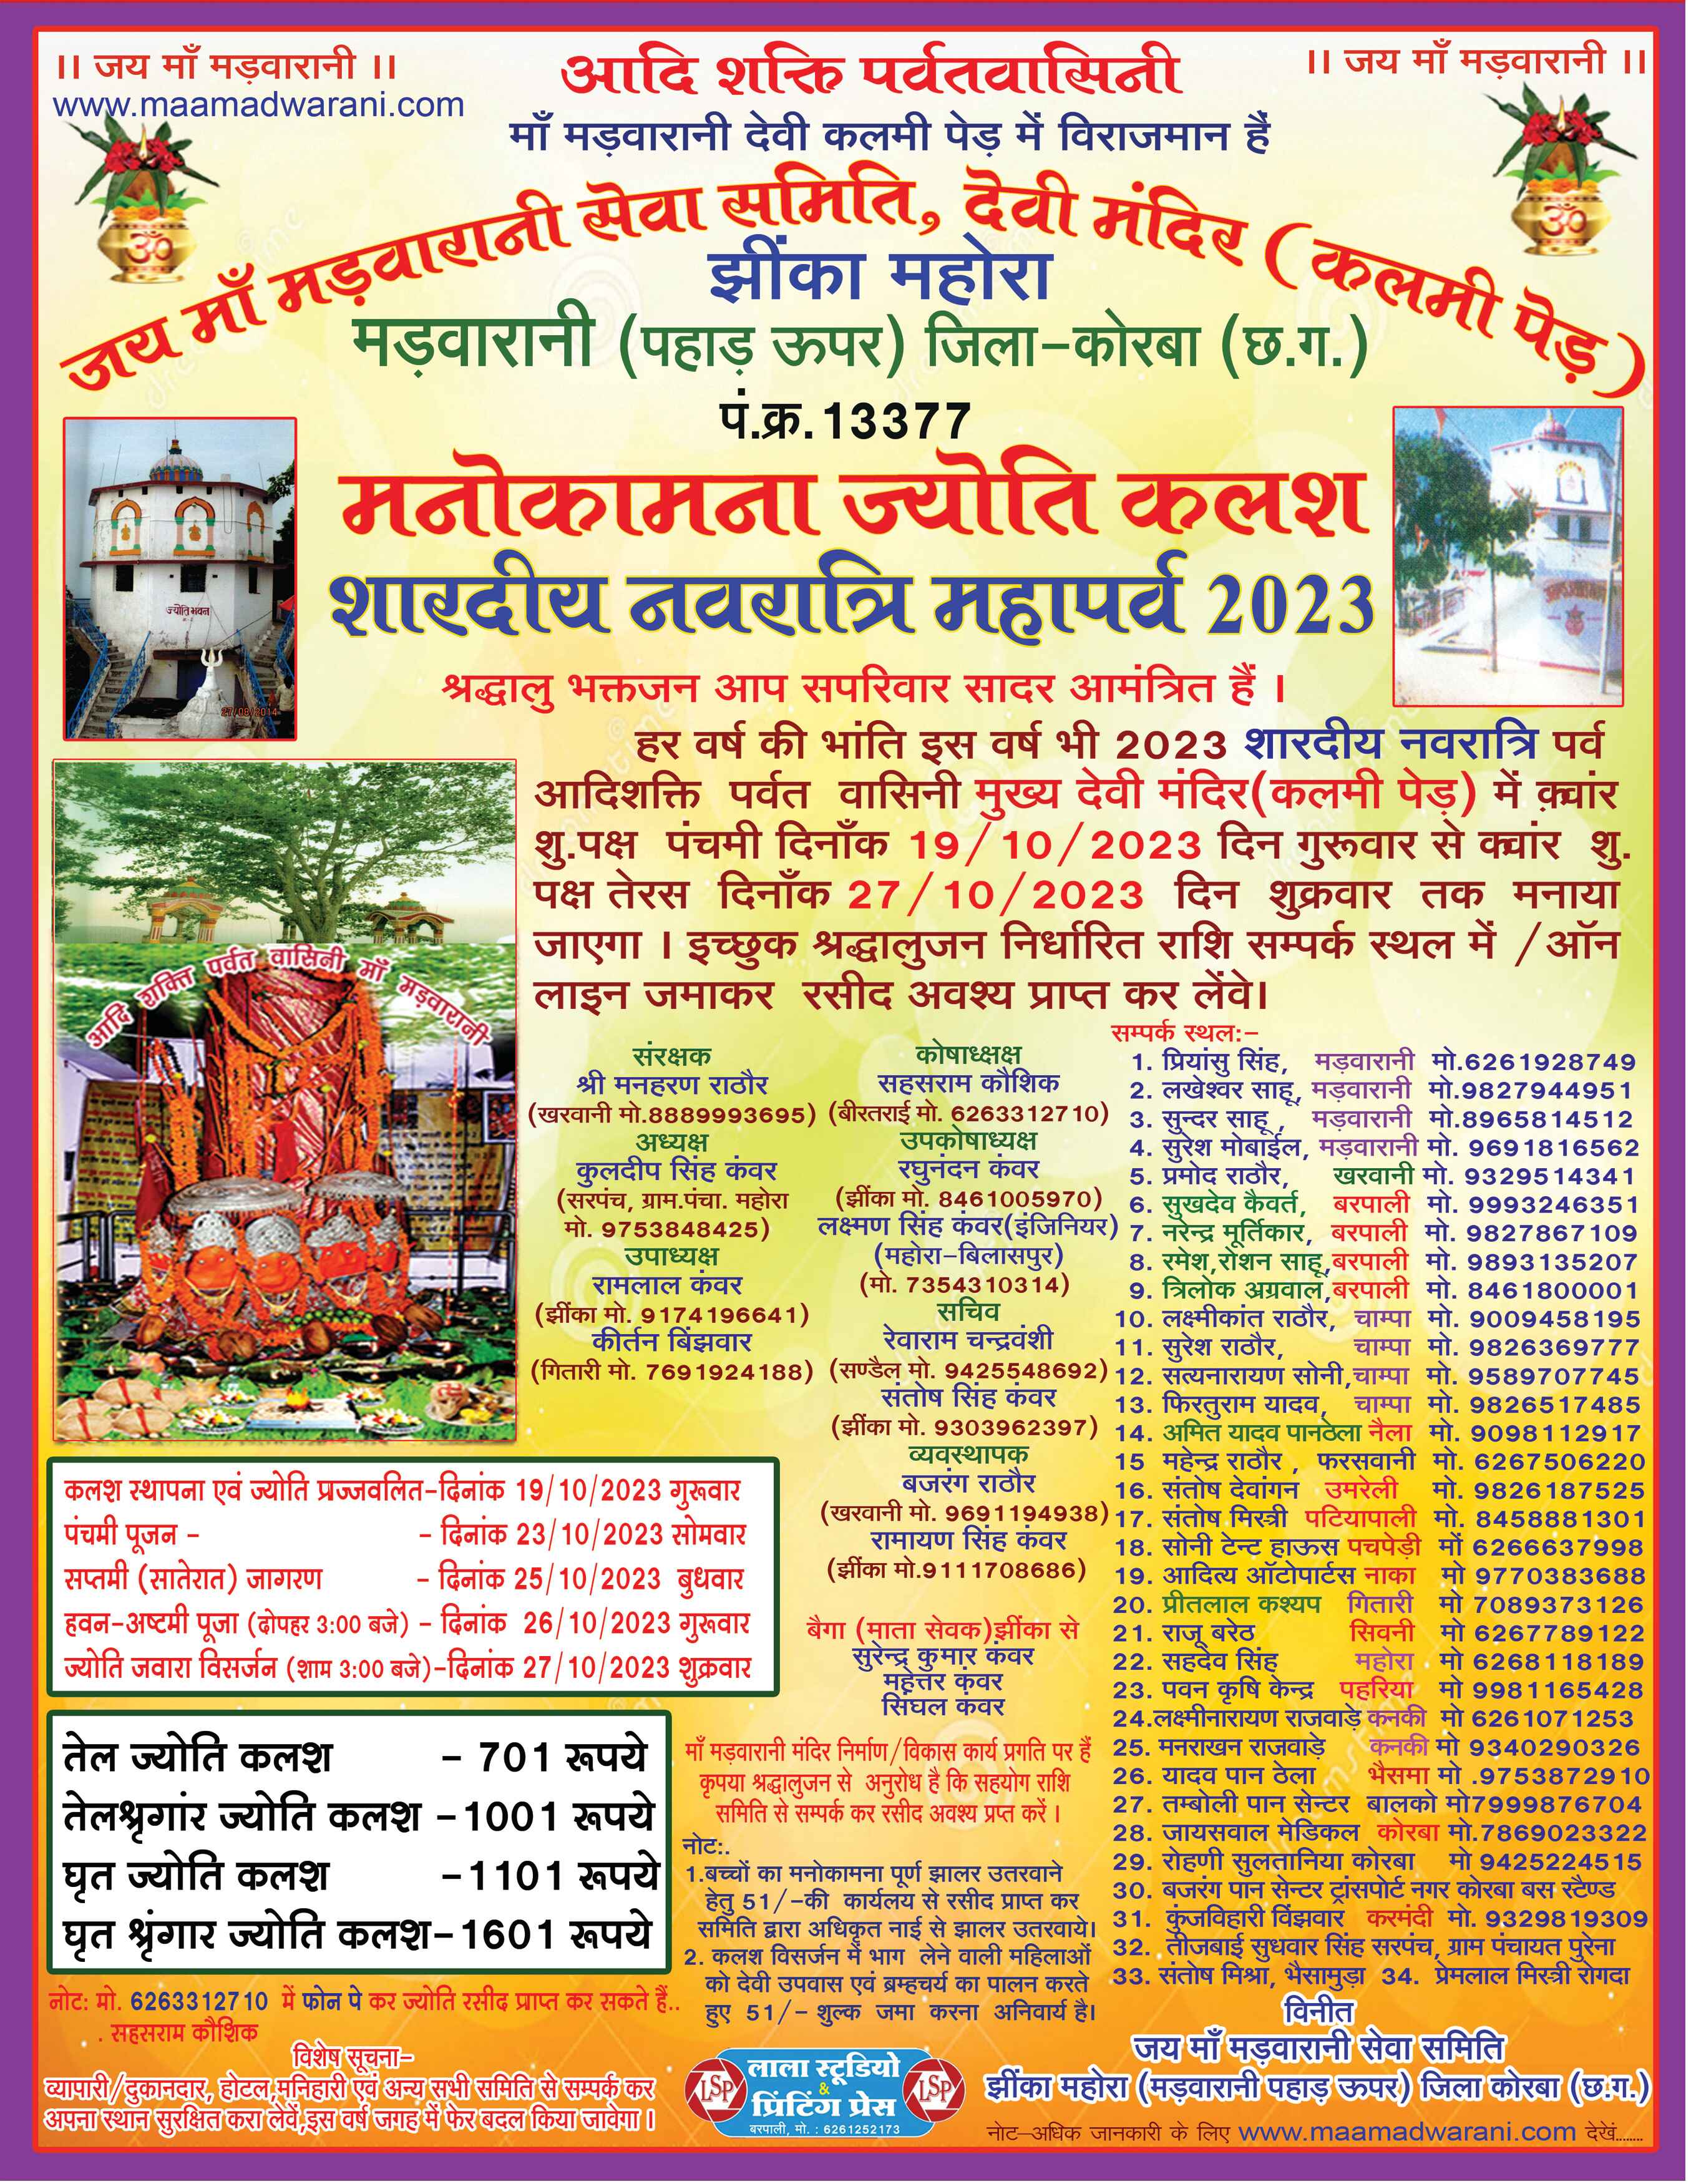 ।। जय माँ मड़वारानी ।।
www.maamadwarani.com
आदि शक्ति पर्वतवासिनी
।। जय माँ मड़वारानी ।।
माँ मड़वारानी देवी कलमी पेड़ में विराजमान हैं
जय माँ मड़वारानी सेवा समिति, देवी मंदिर (कलमी पेड़)
झींका महोरा
मड़वारानी (पहाड़ ऊपर) जिला-कोरबा (छ.ग.)
पं.क्र.13377
मनोकामना ज्योति कलश
शारदीय नवरात्रि महापर्व 2023
ज्योति भवन
27/09/2014
श्रद्धालु भक्तजन आप सपरिवार सादर आमंत्रित हैं ।
हर वर्ष की भांति इस वर्ष भी 2023 शारदीय नवरात्रि पर्व
आदिशक्ति पर्वत वासिनी मुख्य देवी मंदिर(कलमी पेड़) में क़्वांर
शु.पक्ष पंचमी दिनाँक 19/10/2023 दिन गुरूवार से क्वांर शु.
पक्ष तेरस दिनाँक 27/10/2023 दिन शुक्रवार तक मनाया
जाएगा । इच्छुक श्रद्धालुजन निर्धारित राशि सम्पर्क स्थल में /ऑन
लाइन जमाकर रसीद अवश्य प्राप्त कर लेंवे।
आदि शक्ति पर्वत वासिनी माँ मड़वारानी
संरक्षक
श्री मनहरण राठौर
(खरवानी मो.8889993695)
अध्यक्ष
कुलदीप सिंह कंवर
(सरपंच, ग्राम.पंचा. महोरा
मो. 9753848425)
उपाध्यक्ष
रामलाल कंवर
(झींका मो. 9174196641)
कीर्तन बिंझवार
(गितारी मो. 7691924188)
कोषाध्क्षक्ष
सहसराम कौशिक
(बीरतराई मो. 6263312710)
उपकोषाध्यक्ष
रघुनंदन कंवर
(झींका मो. 8461005970)
लक्ष्मण सिंह कंवर(इंजिनियर)
(महोरा-बिलासपुर)
(मो. 7354310314)
सचिव
रेवाराम चन्द्रवंशी
(सण्डैल मो. 9425548692)
संतोष सिंह कंवर
(झींका मो. 9303962397)
व्यवस्थापक
बजरंग राठौर
(खरवानी मो. 9691194938)
रामायण सिंह कंवर
(झींका मो.9111708686)
बैगा (माता सेवक)झींका से
सुरेन्द्र कुमार कंवर
महेत्तर कंवर
सिंघल कंवर
सम्पर्क स्थल:-
1. प्रियांसु सिंह, मड़वारानी मो.6261928749
2. लखेश्वर साहू, मड़वारानी मो.9827944951
3. सुन्दर साहू , मड़वारानी मो.8965814512
4. सुरेश मोबाईल, मड़वारानी मो. 9691816562
5. प्रमोद राठौर, खरवानी मो. 9329514341
6. सुखदेव कैवर्त, बरपाली मो. 9993246351
7. नरेन्द्र मूर्तिकार, बरपाली मो. 9827867109
8. रमेश,रोशन साहू,बरपाली मो. 9893135207
9. त्रिलोक अग्रवाल,बरपाली मो. 8461800001
10. लक्ष्मीकांत राठौर, चाम्पा मो. 9009458195
11. सुरेश राठौर, चाम्पा मो. 9826369777
12. सत्यनारायण सोनी,चाम्पा मो. 9589707745
13. फिरतुराम यादव, चाम्पा मो. 9826517485
14. अमित यादव पानठेला नैला मो. 9098112917
15 महेन्द्र राठौर , फरसवानी मो. 6267506220
16. संतोष देवांगन उमरेली मो. 9826187525
17. संतोष मिस्त्री पटियापाली मो. 8458881301
18. सोनी टेन्ट हाऊस पचपेड़ी मों 6266637998
19. आदित्य ऑटोपार्टस नाका मो 9770383688
20. प्रीतलाल कश्यप गितारी मो 7089373126
21. राजू बरेठ सिवनी मो 6267789122
22. सहदेव सिंह महोरा मो 6268118189
23. पवन कृषि केन्द्र पहरिया मो 9981165428
24.लक्ष्मीनारायण राजवाड़े कनकी मो 6261071253
25. मनराखन राजवाड़े कनकी मो 9340290326
26. यादव पान ठेला भैसमा मो .9753872910
27. तम्बोली पान सेन्टर बालको मो7999876704
28. जायसवाल मेडिकल कोरबा मो.7869023322
29. रोहणी सुलतानिया कोरबा मो 9425224515
30. बजरंग पान सेन्टर ट्रांसपोर्ट नगर कोरबा बस स्टैण्ड
31. कुंजविहारी विंझवार करमंदी मो. 9329819309
32. तीजबाई सुधवार सिंह सरपंच, ग्राम पंचायत पुरेना
33. संतोष मिश्रा, भैसामुड़ा 34. प्रेमलाल मिस्त्री रोगदा
कलश स्थापना एवं ज्योति प्रज्जवलित-दिनांक 19/10/2023 गुरूवार
पंचमी पूजन - - दिनांक 23/10/2023 सोमवार
सप्तमी (सातेरात) जागरण - दिनांक 25/10/2023 बुधवार
हवन-अष्टमी पूजा (दोपहर 3:00 बजे) - दिनांक 26/10/2023 गुरूवार
ज्योति जवारा विसर्जन (शाम 3:00 बजे)-दिनांक 27/10/2023 शुक्रवार
तेल ज्योति कलश - 701 रूपये
तेलश्रृगांर ज्योति कलश -1001 रूपये
घृत ज्योति कलश -1101 रूपये
घृत श्रृंगार ज्योति कलश-1601 रूपये
माँ मड़वारानी मंदिर निर्माण/विकास कार्य प्रगति पर हैं
कृपया श्रद्धालुजन से अनुरोध है कि सहयोग राशि
समिति से सम्पर्क कर रसीद अवश्य प्रप्त करें ।
नोट:.
1.बच्चों का मनोकामना पूर्ण झालर उतरवाने
हेतु 51/-की कार्यलय से रसीद प्राप्त कर
समिति द्वारा अधिकृत नाई से झालर उतरवाये।
2. कलश विसर्जन में भाग लेने वाली महिलाओं
को देवी उपवास एवं ब्रम्हचर्य का पालन करते
हुए 51/- शुल्क जमा करना अनिवार्य है।
नोट: मो. 6263312710 में फोन पे कर ज्योति रसीद प्राप्त कर सकते हैं..
. सहसराम कौशिक
विशेष सूचना-
व्यापारी/दुकानदार, होटल,मनिहारी एवं अन्य सभी समिति से सम्पर्क कर
अपना स्थान सुरक्षित करा लेवें,इस वर्ष जगह में फेर बदल किया जावेगा ।
LSP
लाला स्टूडियो
&
प्रिंटिंग प्रेस
बरपाली, मो. : 6261252173
LSP
विनीत
जय माँ मड़वारानी सेवा समिति
झींका महोरा (मड़वारानी पहाड़ ऊपर) जिला कोरबा (छ.ग.)
नोट-अधिक जानकारी के लिए www.maamadwarani.com देखें.......